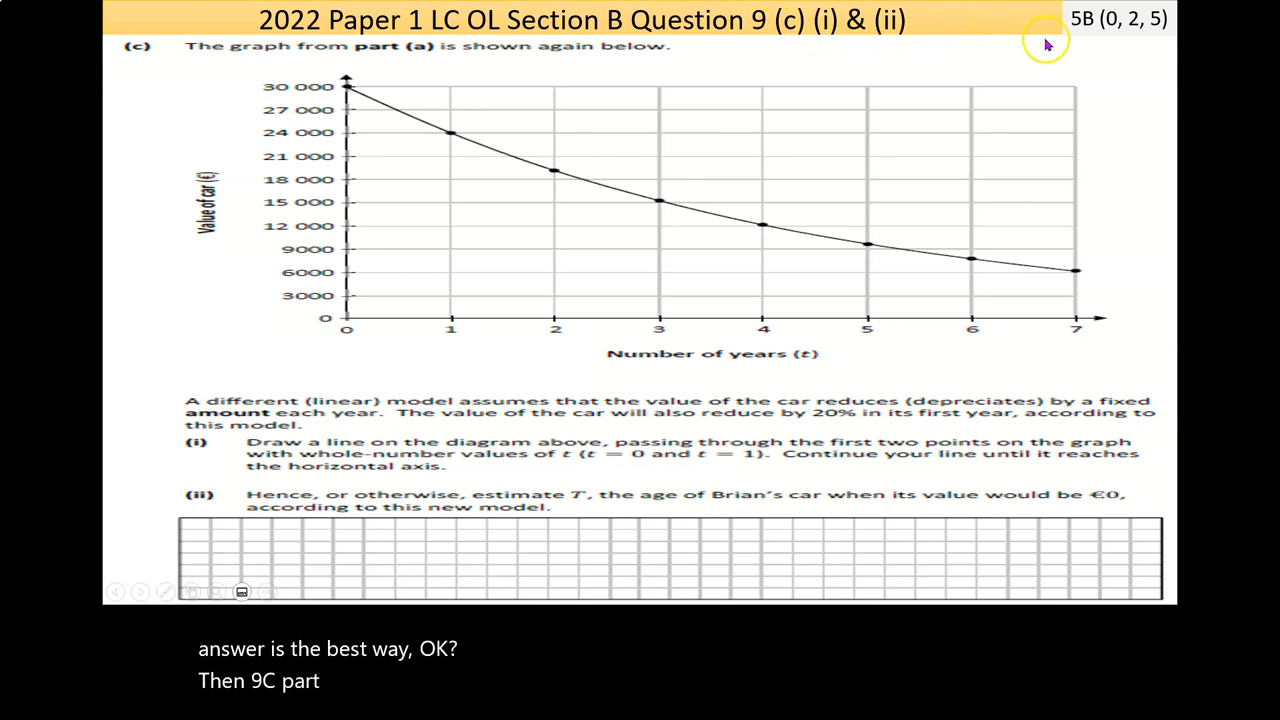 2022 Paper 1 LC OL Section B Question 9 (c) (i) & (ii)
5B (0, 2, 5)
(c) The graph from part (a) is shown again below.
30 000
27 000
24 000
21 000
18 000
15 000
12 000
9000
6000
3000
0
Value of car (€)
0 1 2 3 4 5 6 7
Number of years (t)
A different (linear) model assumes that the value of the car reduces (depreciates) by a fixed
amount each year. The value of the car will also reduce by 20% in its first year, according to
this model.
(i) Draw a line on the diagram above, passing through the first two points on the graph
with whole-number values of t (t = 0 and t = 1). Continue your line until it reaches
the horizontal axis.
(ii) Hence, or otherwise, estimate T, the age of Brian's car when its value would be €0,
according to this new model.
answer is the best way, OK?
Then 9C part